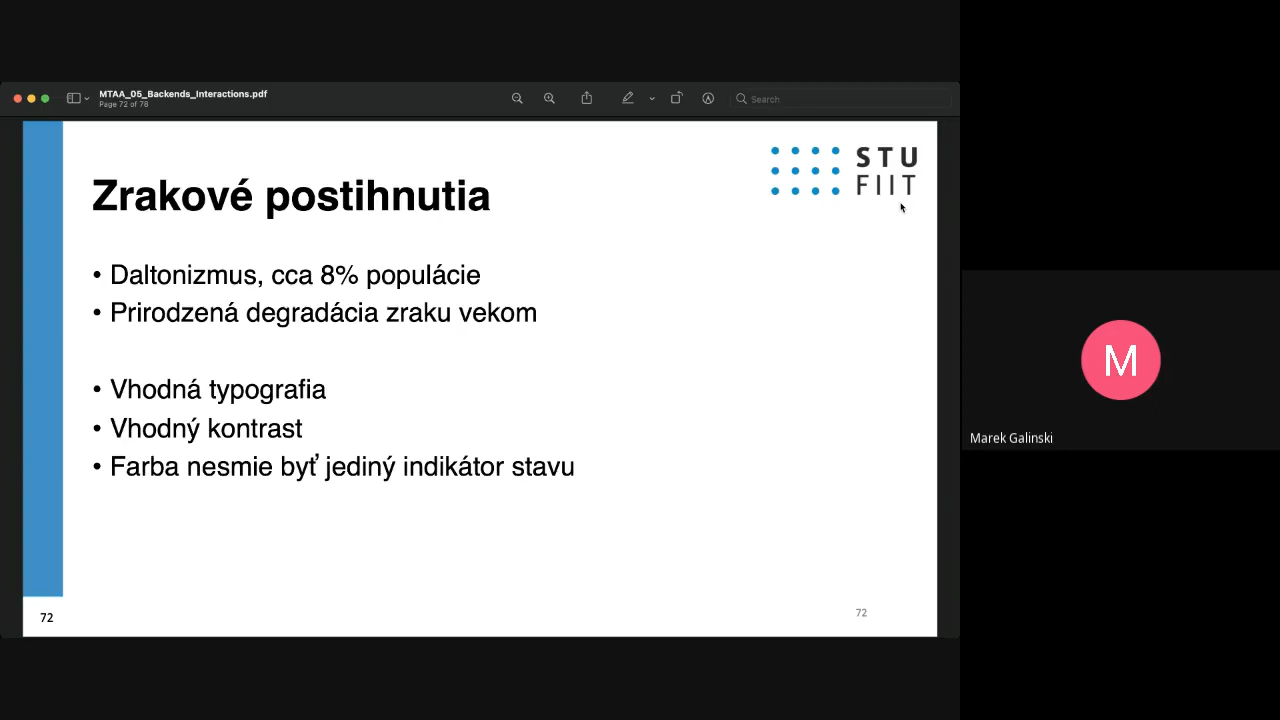 MTAA_05_Backends_Interactions.pdf
Page 72 of 78
Search
STU
FIIT
Zrakové postihnutia
• Daltonizmus, cca 8% populácie
• Prirodzená degradácia zraku vekom
• Vhodná typografia
• Vhodný kontrast
• Farba nesmie byť jediný indikátor stavu
72
72
M
Marek Galinski